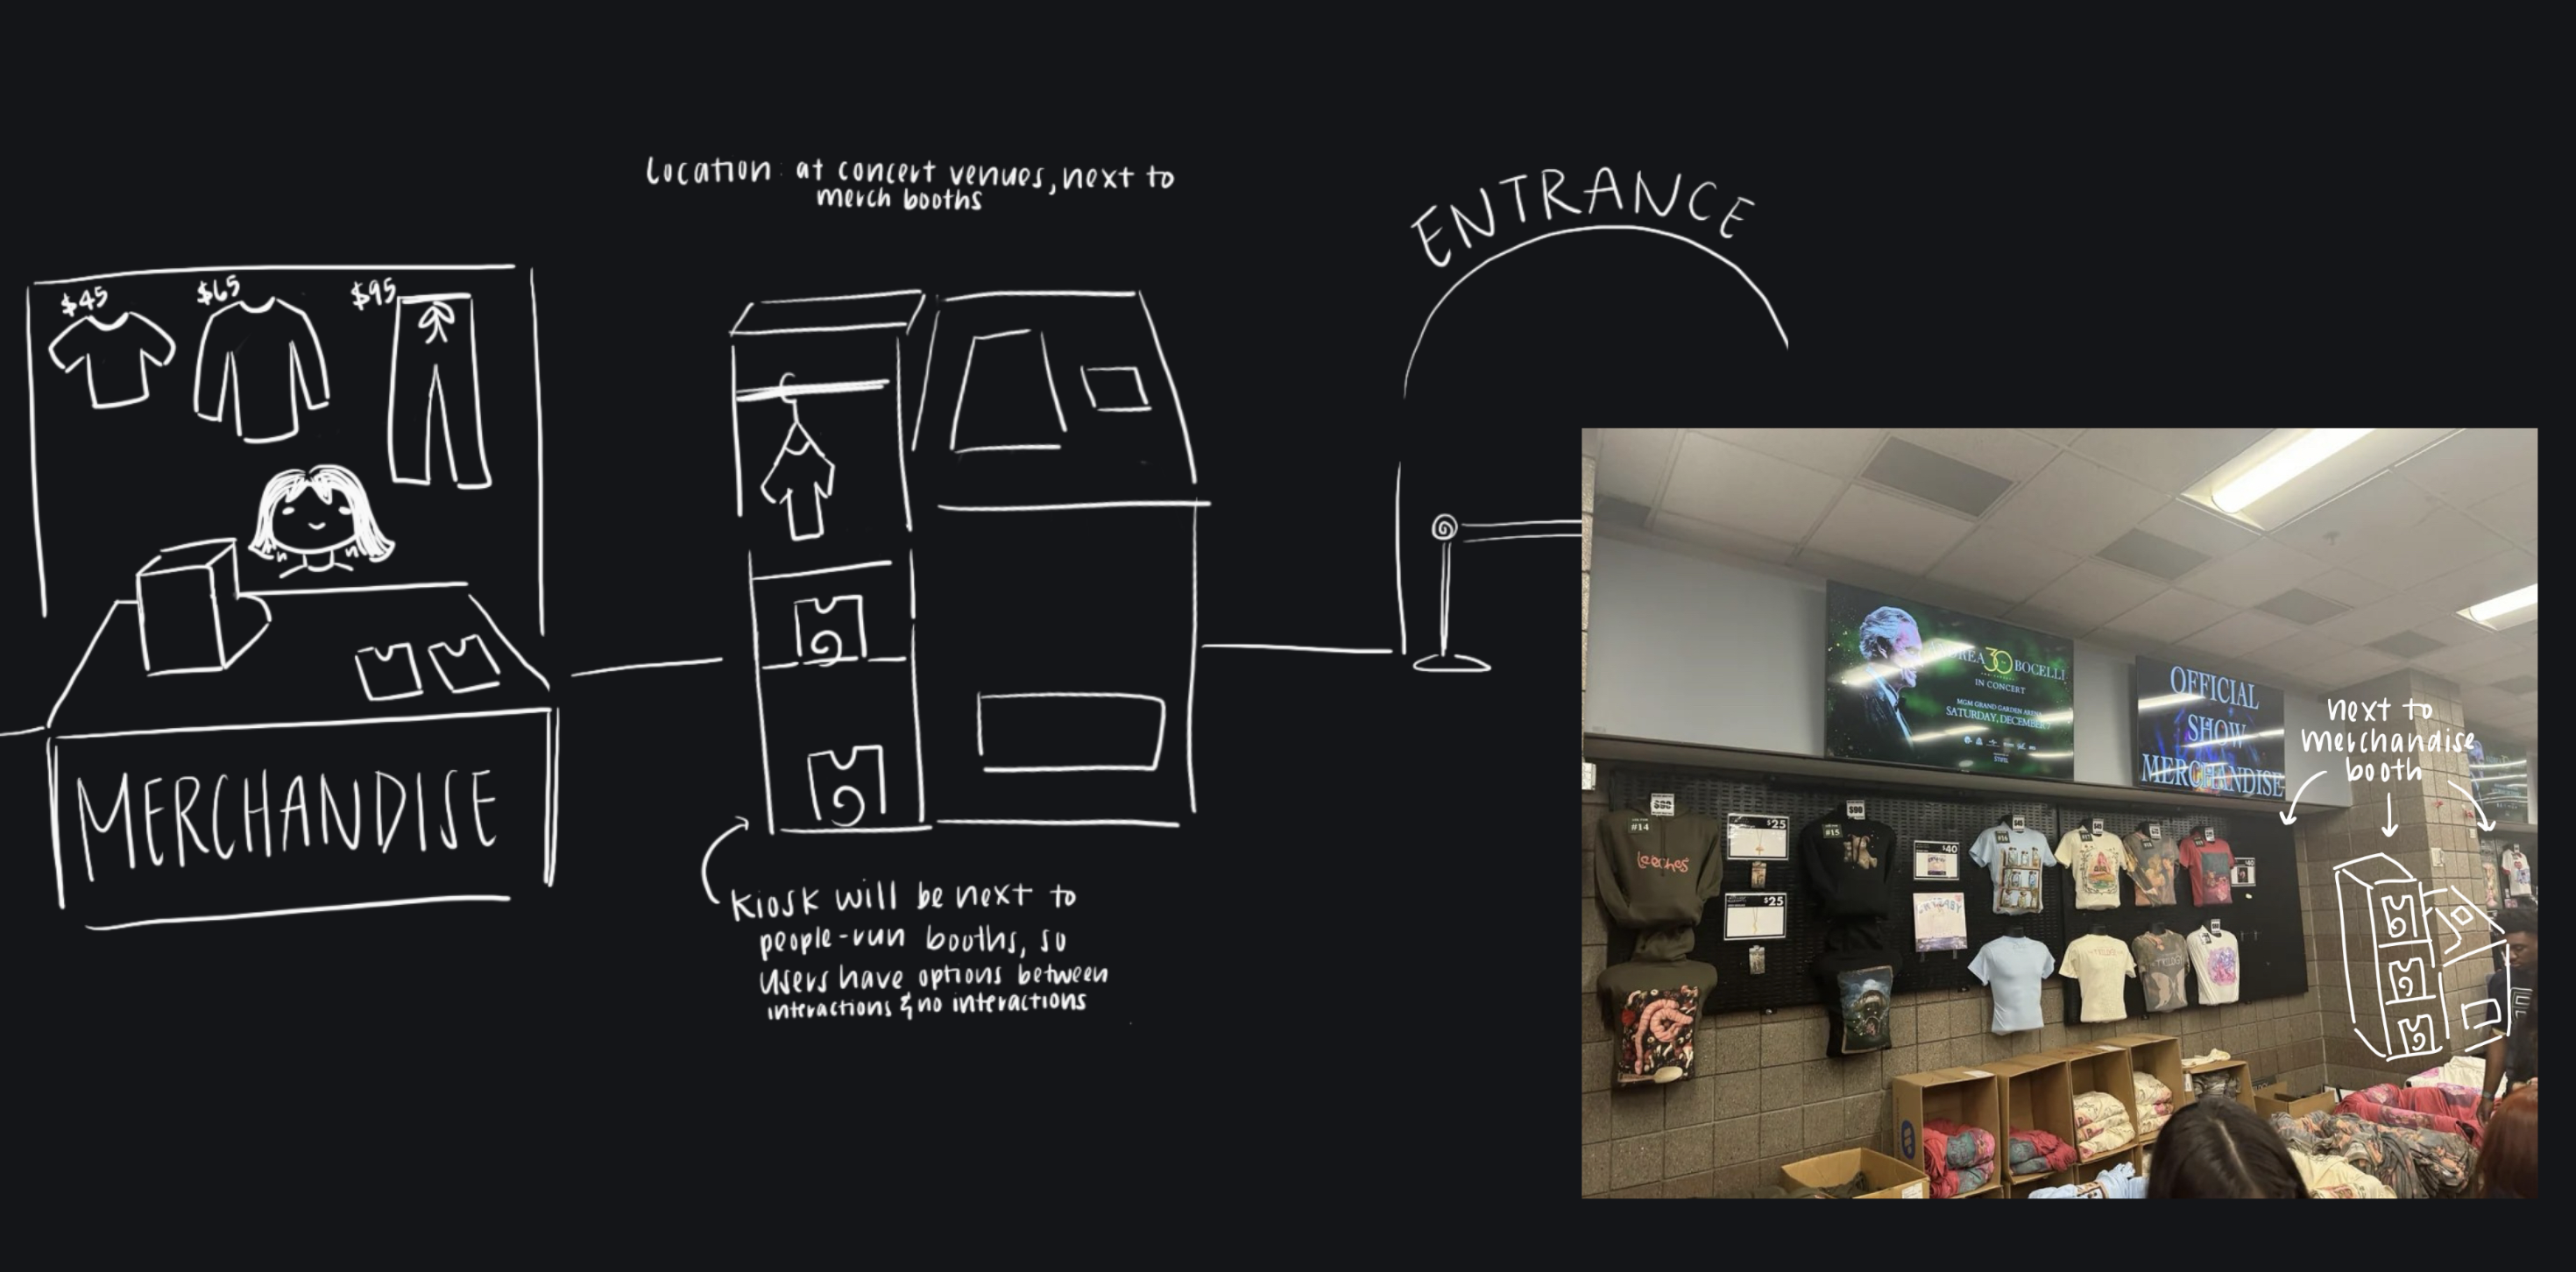 Location: at concert venues, next to
merch booths
ENTRANCE
$45
$65
$95
MERCHANDISE
Kiosk will be next to
people-run booths, so
users have options between
interactions & no interactions
ANDREA 30 BOCELLI
IN CONCERT
MGM GRAND GARDEN ARENA
SATURDAY, DECEMBER 7
OFFICIAL
SHOW
MERCHANDISE
next to
merchandise
booth
#14
leeches
$25
$25
$90
#15
$40